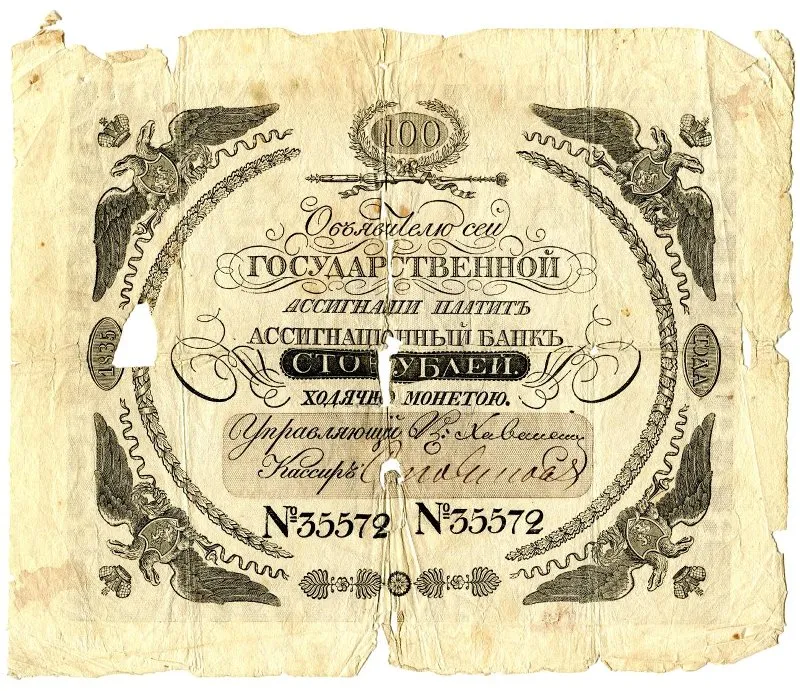 100
Объявителю сей
ГОСУДАРСТВЕННОЙ
АССИГНАЦІИ ПЛАТИТЪ
АССИГНАЦІОННЫЙ БАНКЪ
1835
СТО РУБЛЕЙ.
ГОДА
ХОДЯЧЕЮ МОНЕТОЮ.
Управляющій
Кассиръ
№35572 №35572